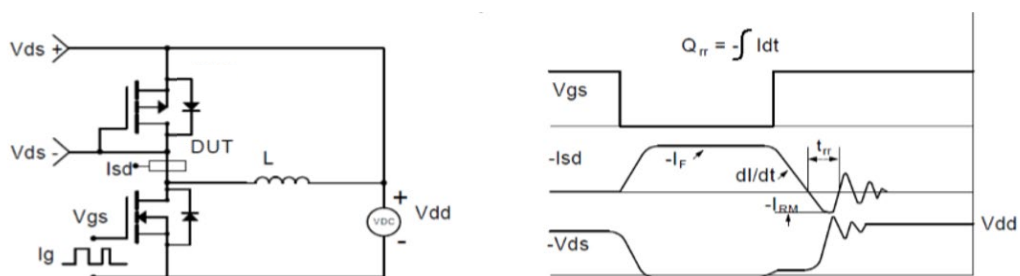 Vds +
Vds -
DUT
Isd
L
Vgs
Ig
+
VDC
-
Vdd
Qrr = -∫ Idt
Vgs
-Isd
-IF
dI/dt
trr
-IRM
Vdd
-Vds